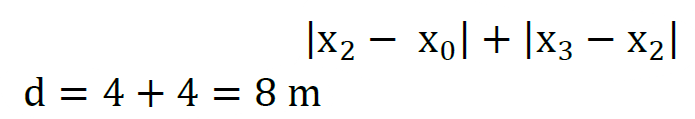 |x₂ − x₀| + |x₃ − x₂|
d = 4 + 4 = 8 m